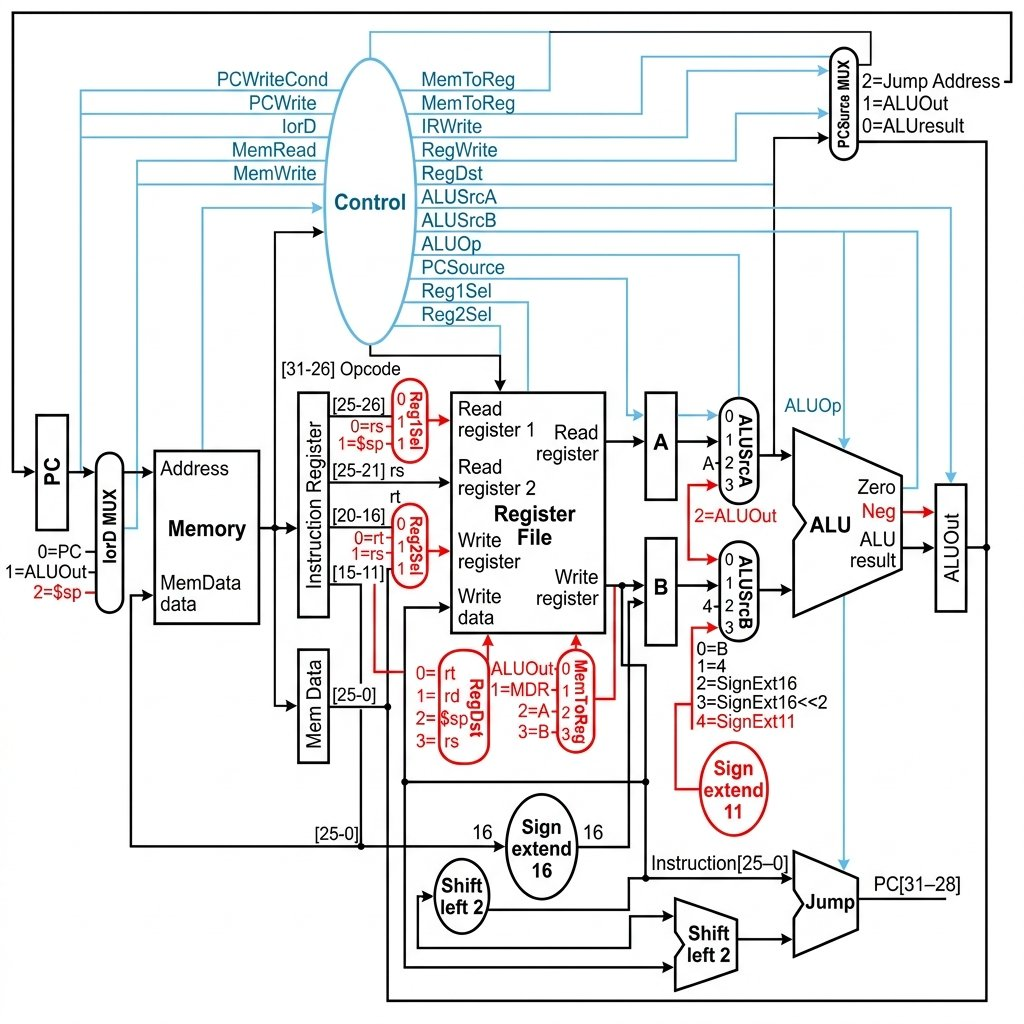 PCWriteCond
PCWrite
IorD
MemRead
MemWrite
Control
MemToReg
MemToReg
IRWrite
RegWrite
RegDst
ALUSrcA
ALUSrcB
ALUOp
PCSource
Reg1Sel
Reg2Sel
PCSource MUX
2=Jump Address
1=ALUOut
0=ALUresult
[31-26] Opcode
PC
IorD MUX
0=PC
1=ALUOut
2=$sp
Address
Memory
MemData
data
Instruction Register
[25-26]
0=rs
1=$sp
[25-21] rs
rt
[20-16]
0=rt
1=rs
[15-11]
0
1
1
Reg1Sel
0
1
1
Reg2Sel
Read
register 1
Read
register 2
Register
File
Write
register
Write
data
Read
register
Write
register
Mem Data
[25-0]
0= rt
1= rd
2= $sp
3= rs
RegDst
ALUOut
1=MDR
2=A
3=B
0
1
2
3
MemToReg
A
B
0
1
A
2
3
ALUSrcA
2=ALUOut
0
1
4
2
3
ALUSrcB
0=B
1=4
2=SignExt16
3=SignExt16<<2
4=SignExt11
ALUOp
ALU
Zero
Neg
ALU
result
ALUOut
Sign
extend
11
[25-0]
16
Sign
extend
16
16
Shift
left 2
Instruction[25–0]
Shift
left 2
Jump
PC[31–28]